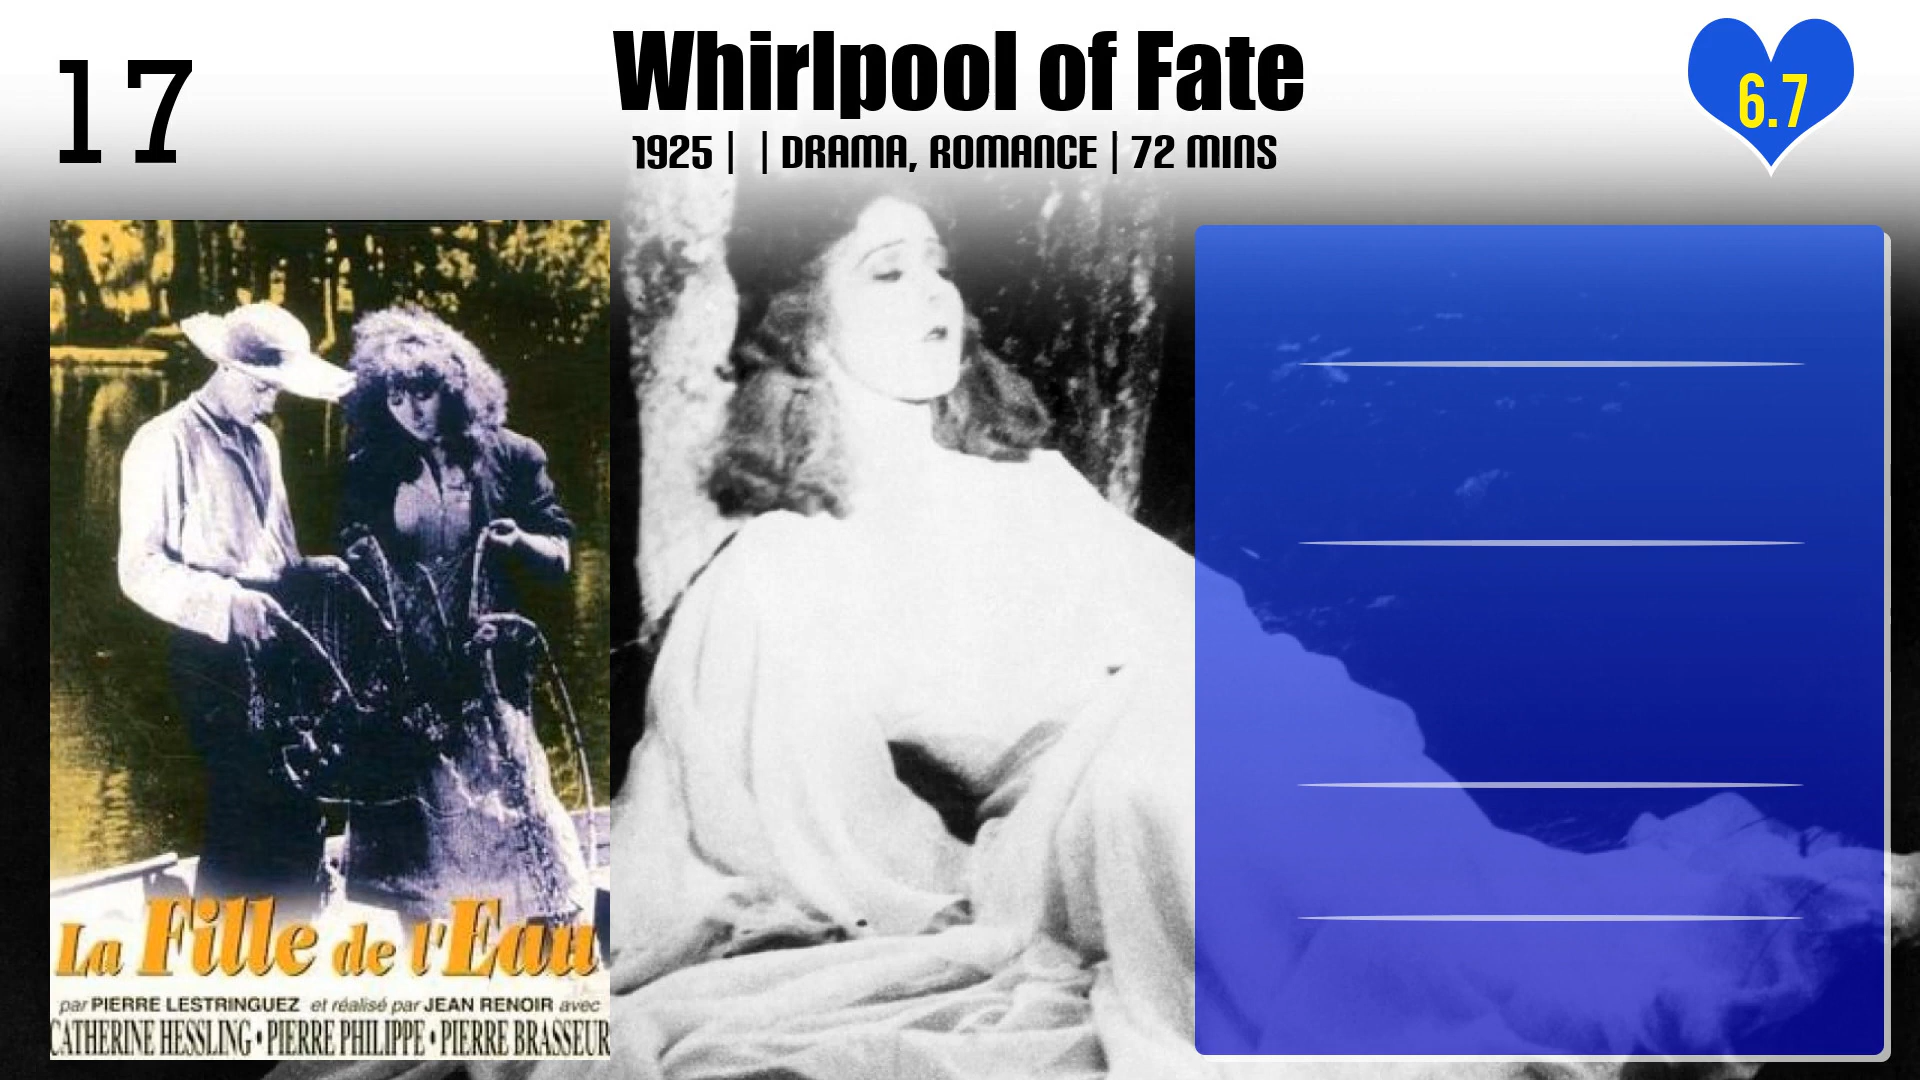 17
Whirlpool of Fate
1925 | | DRAMA, ROMANCE | 72 MINS
6.7
La Fille de l'Eau
par PIERRE LESTRINGUEZ et réalisé par JEAN RENOIR avec
CATHERINE HESSLING • PIERRE PHILIPPE • PIERRE BRASSEUR